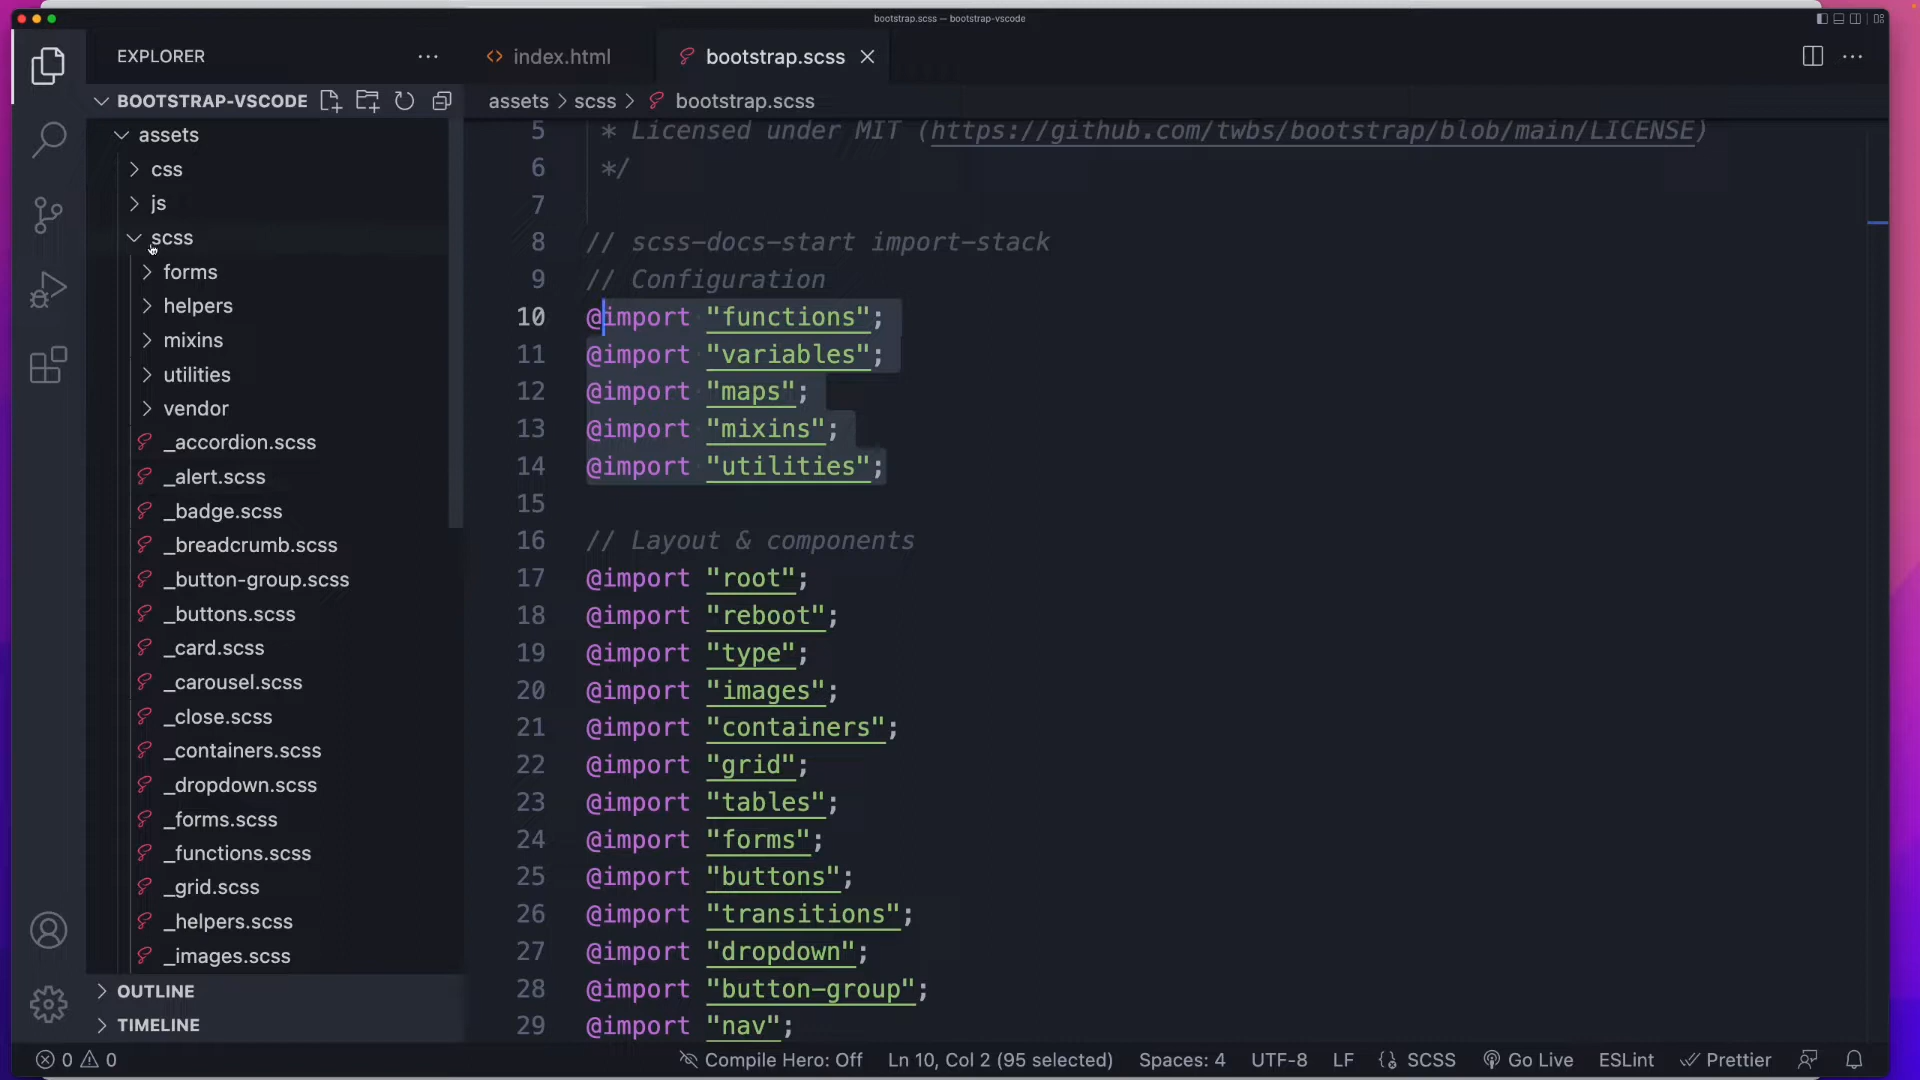 bootstrap.scss — bootstrap-vscode
EXPLORER
index.html
bootstrap.scss
BOOTSTRAP-VSCODE
assets > scss > bootstrap.scss
assets
css
js
scss
forms
helpers
mixins
utilities
vendor
_accordion.scss
_alert.scss
_badge.scss
_breadcrumb.scss
_button-group.scss
_buttons.scss
_card.scss
_carousel.scss
_close.scss
_containers.scss
_dropdown.scss
_forms.scss
_functions.scss
_grid.scss
_helpers.scss
_images.scss
OUTLINE
TIMELINE
5 * Licensed under MIT (https://github.com/twbs/bootstrap/blob/main/LICENSE)
6 */
7
8 // scss-docs-start import-stack
9 // Configuration
10 @import "functions";
11 @import "variables";
12 @import "maps";
13 @import "mixins";
14 @import "utilities";
15
16 // Layout & components
17 @import "root";
18 @import "reboot";
19 @import "type";
20 @import "images";
21 @import "containers";
22 @import "grid";
23 @import "tables";
24 @import "forms";
25 @import "buttons";
26 @import "transitions";
27 @import "dropdown";
28 @import "button-group";
29 @import "nav";
0 0 Compile Hero: Off Ln 10, Col 2 (95 selected) Spaces: 4 UTF-8 LF SCSS Go Live ESLint Prettier